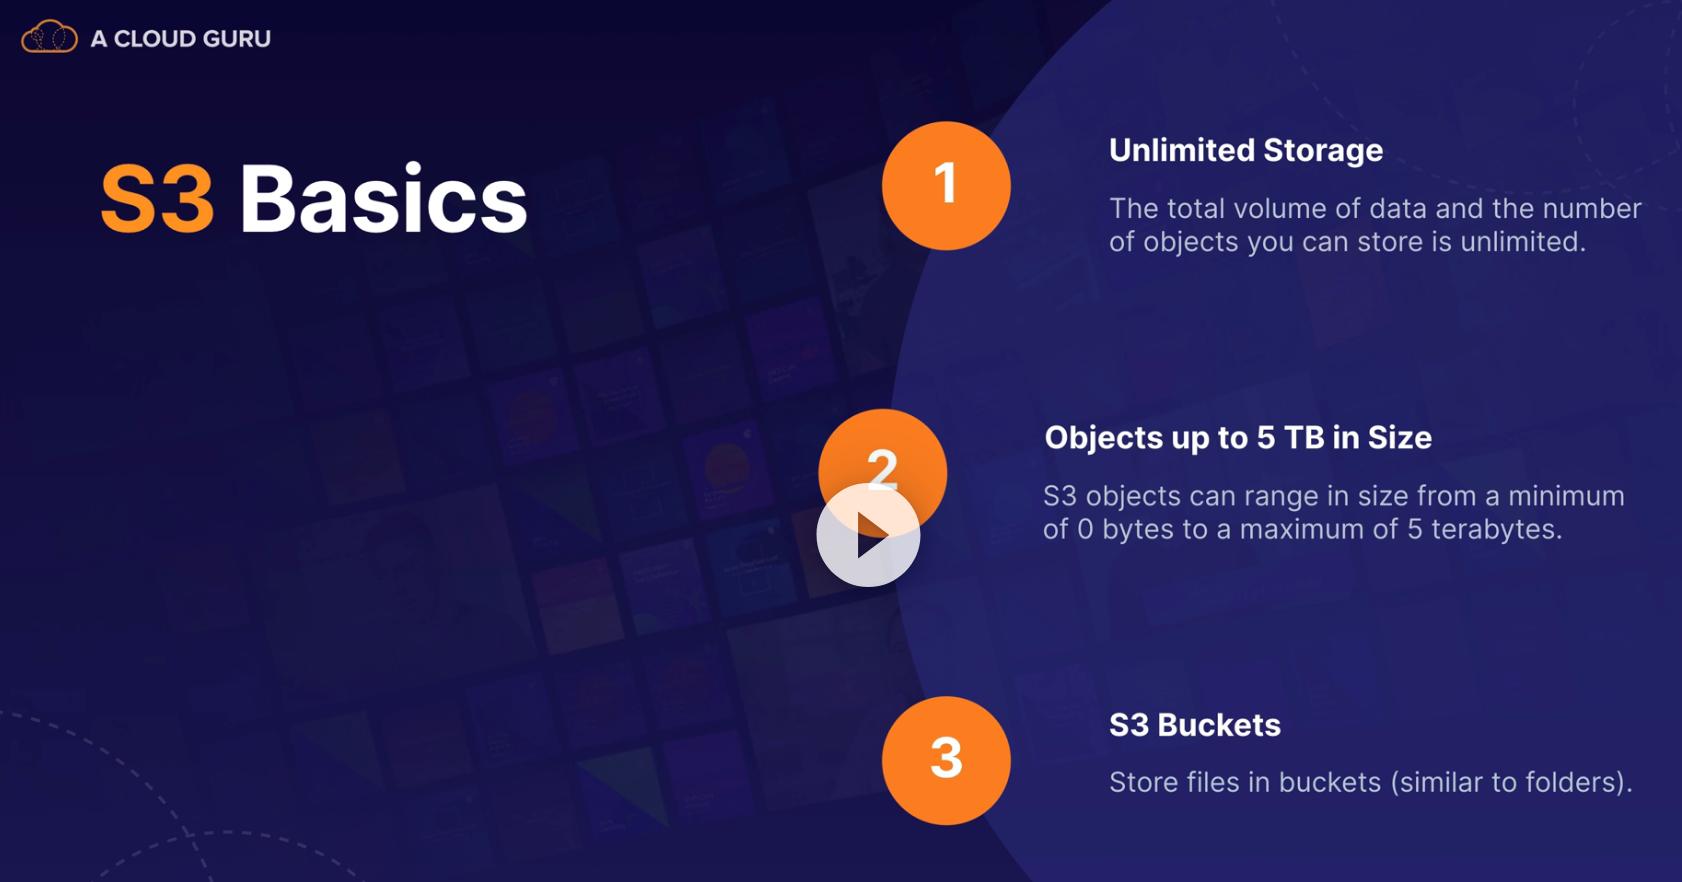 A CLOUD GURU
S3 Basics
1
Unlimited Storage
The total volume of data and the number
of objects you can store is unlimited.
2
Objects up to 5 TB in Size
S3 objects can range in size from a minimum
of 0 bytes to a maximum of 5 terabytes.
3
S3 Buckets
Store files in buckets (similar to folders).